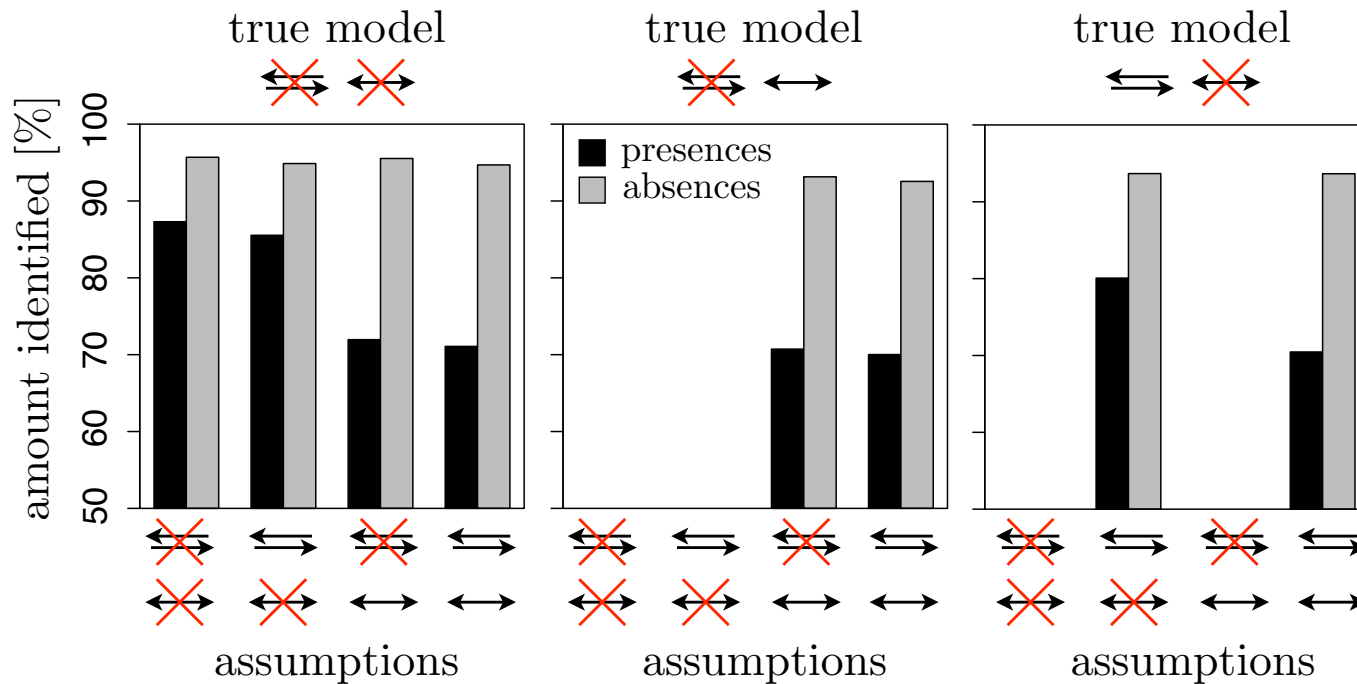 true model
true model
true model
amount identified [%]
100
90
80
70
60
50
presences
absences
assumptions
assumptions
assumptions